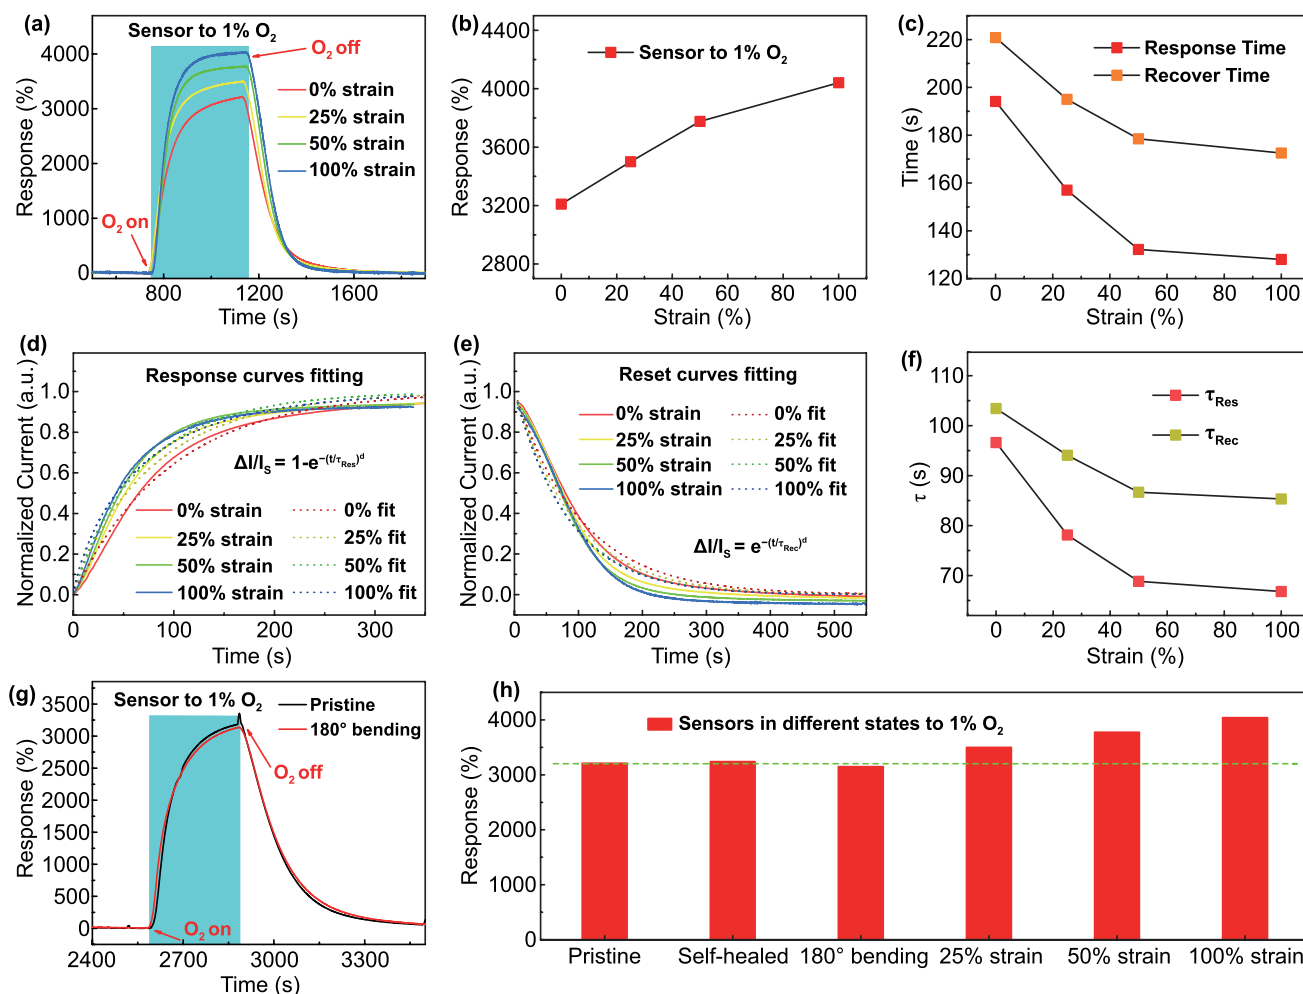 (a)
Sensor to 1% O2
O2 off
O2 on
0% strain
25% strain
50% strain
100% strain
Response (%)
4000
3000
2000
1000
0
800
1200
1600
Time (s)
(b)
Sensor to 1% O2
Response (%)
4400
4000
3600
3200
2800
0
20
40
60
80
100
Strain (%)
(c)
Response Time
Recover Time
Time (s)
220
200
180
160
140
120
0
20
40
60
80
100
Strain (%)
(d)
Response curves fitting
ΔI/IS = 1-e−(t/τRes)d
0% strain
0% fit
25% strain
25% fit
50% strain
50% fit
100% strain
100% fit
Normalized Current (a.u.)
1.0
0.8
0.6
0.4
0.2
0.0
0
100
200
300
Time (s)
(e)
Reset curves fitting
0% strain
0% fit
25% strain
25% fit
50% strain
50% fit
100% strain
100% fit
ΔI/IS = e−(t/τRec)d
Normalized Current (a.u.)
1.0
0.8
0.6
0.4
0.2
0.0
0
100
200
300
400
500
Time (s)
(f)
τRes
τRec
τ (s)
110
100
90
80
70
0
20
40
60
80
100
Strain (%)
(g)
Sensor to 1% O2
Pristine
180° bending
O2 off
O2 on
Response (%)
3500
3000
2500
2000
1500
1000
500
0
2400
2700
3000
3300
Time (s)
(h)
Sensors in different states to 1% O2
Response (%)
4000
3000
2000
1000
0
Pristine
Self-healed
180° bending
25% strain
50% strain
100% strain